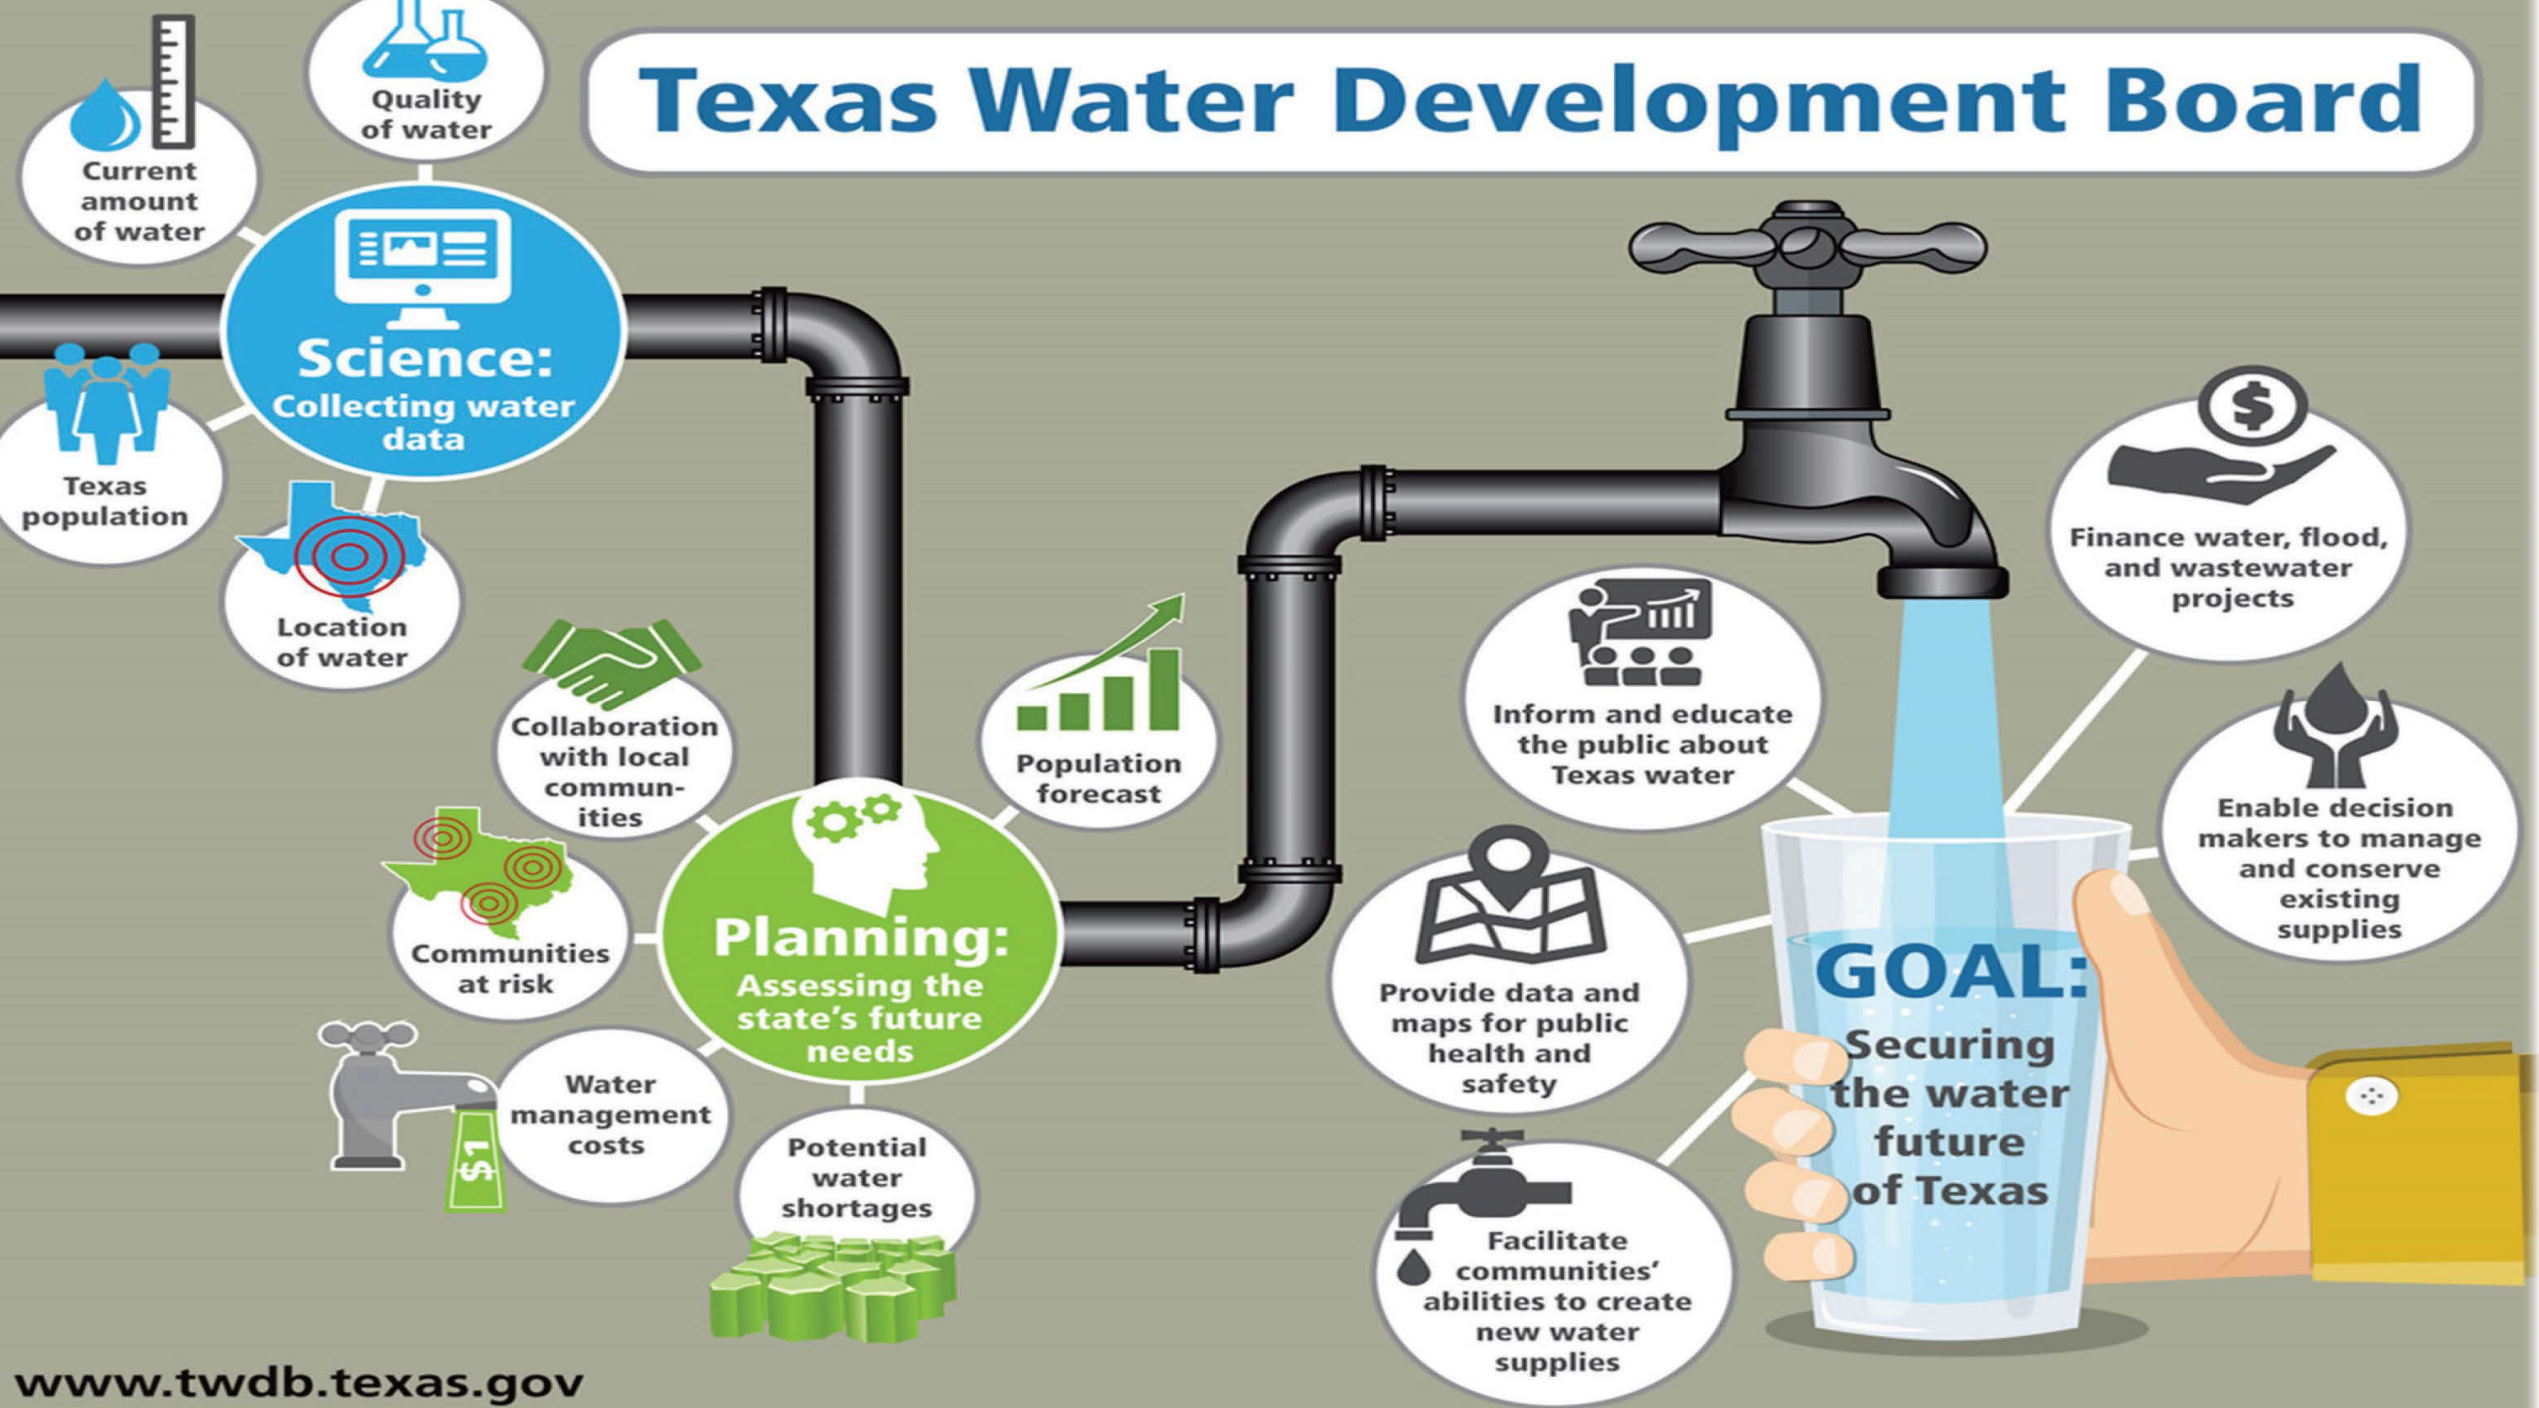 Texas Water Development Board
Quality
of water
Current
amount
of water
Science:
Collecting water
data
Texas
population
Location
of water
Collaboration
with local
commun-
ities
Population
forecast
Communities
at risk
Planning:
Assessing the
state's future
needs
Water
management
costs
$1
Potential
water
shortages
$
Finance water, flood,
and wastewater
projects
Inform and educate
the public about
Texas water
Enable decision
makers to manage
and conserve
existing
supplies
Provide data and
maps for public
health and
safety
Facilitate
communities’
abilities to create
new water
supplies
GOAL:
Securing
the water
future
of Texas
www.twdb.texas.gov